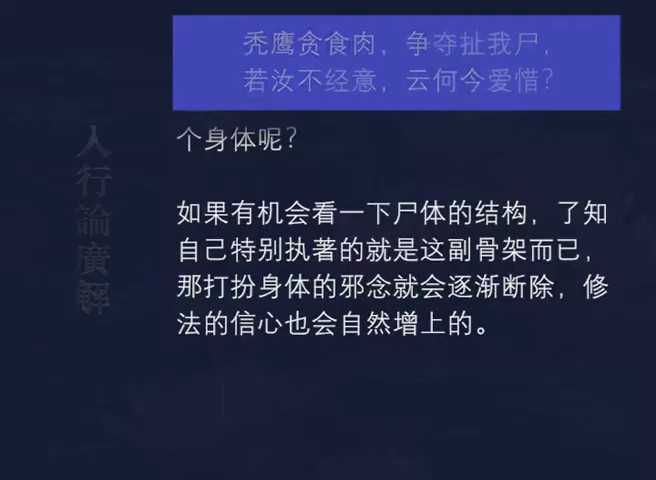 秃鹰贪食肉，争夺扯我尸，
若汝不经意，云何今爱惜？
个身体呢？
如果有机会看一下尸体的结构，了知
自己特别执著的就是这副骨架而已，
那打扮身体的邪念就会逐渐断除，修
法的信心也会自然增上的。
入行論廣解